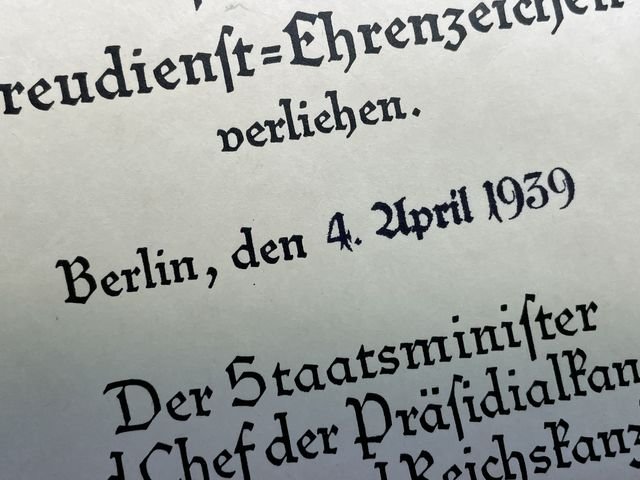 reudienſt=Ehrenzeichen
verliehen.
Berlin, den 4. April 1939
Der Staatsminiſter
d Chef der Präſidialkan
d Reichskanz